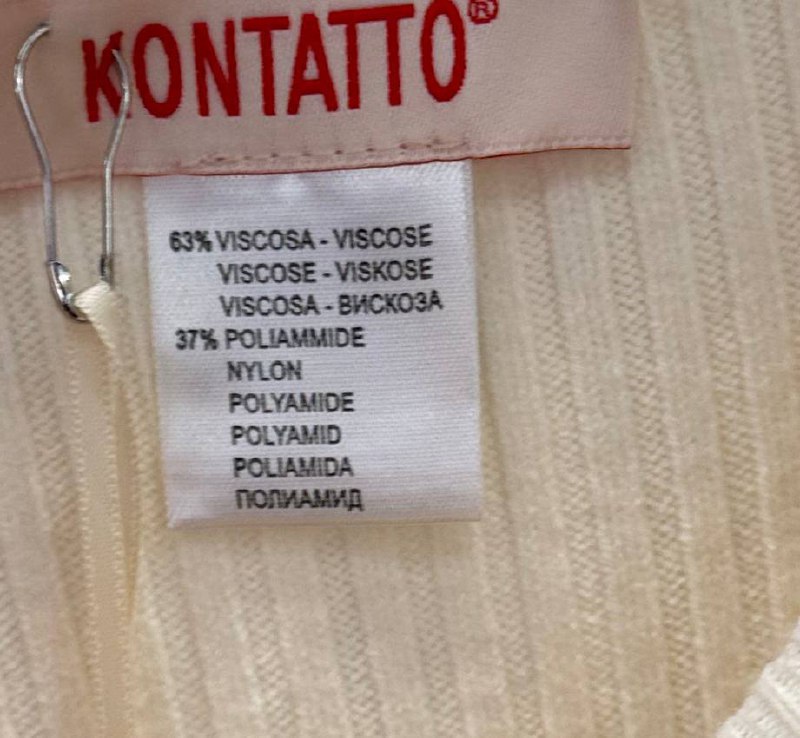 KONTATTO®
63% VISCOSA - VISCOSE
VISCOSE - VISKOSE
VISCOSA - ВИСКОЗА
37% POLIAMMIDE
NYLON
POLYAMIDE
POLYAMID
POLIAMIDA
ПОЛИАМИД